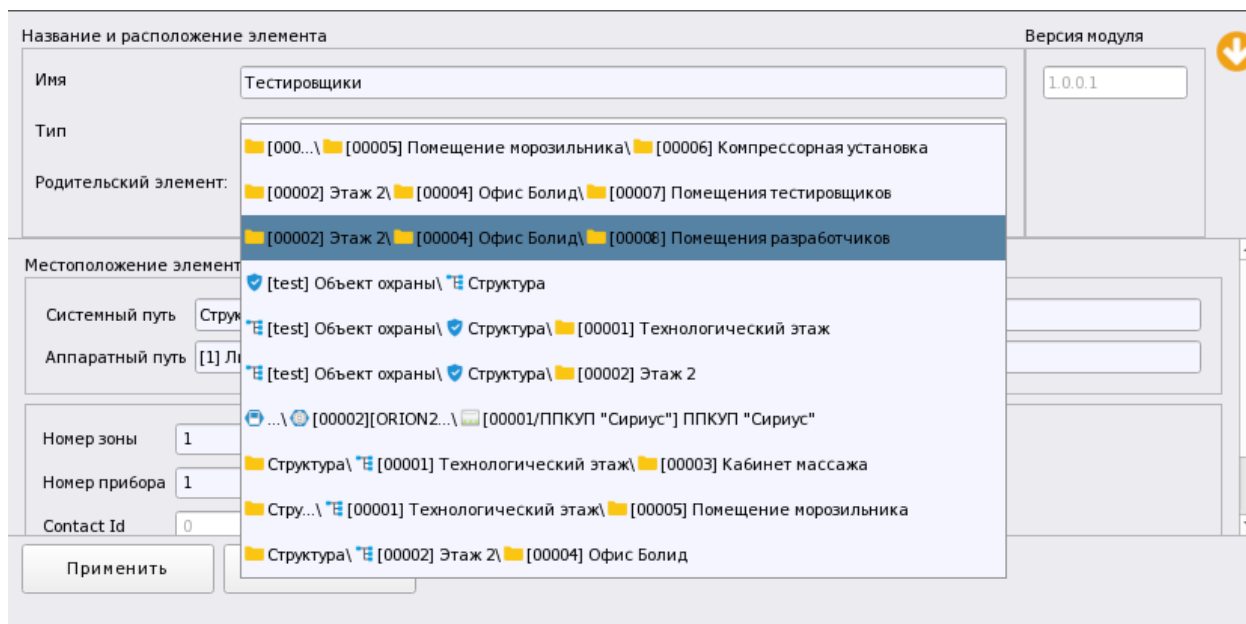 Название и расположение элемента
Версия модуля
Имя
Тестировщики
1.0.0.1
Тип
[000...\ [00005] Помещение морозильника\ [00006] Компрессорная установка
Родительский элемент:
[00002] Этаж 2\ [00004] Офис Болид\ [00007] Помещения тестировщиков
[00002] Этаж 2\ [00004] Офис Болид\ [00008] Помещения разработчиков
Местоположение элемент
[test] Объект охраны\ Структура
Системный путь Струк
[test] Объект охраны\ Структура\ [00001] Технологический этаж
Аппаратный путь [1] Ли
[test] Объект охраны\ Структура\ [00002] Этаж 2
...\ [00002][ORION2...\ [00001/ППКУП "Сириус"] ППКУП "Сириус"
Номер зоны 1
Структура\ [00001] Технологический этаж\ [00003] Кабинет массажа
Номер прибора 1
Стру...\ [00001] Технологический этаж\ [00005] Помещение морозильника
Contact Id 0
Структура\ [00002] Этаж 2\ [00004] Офис Болид
Применить